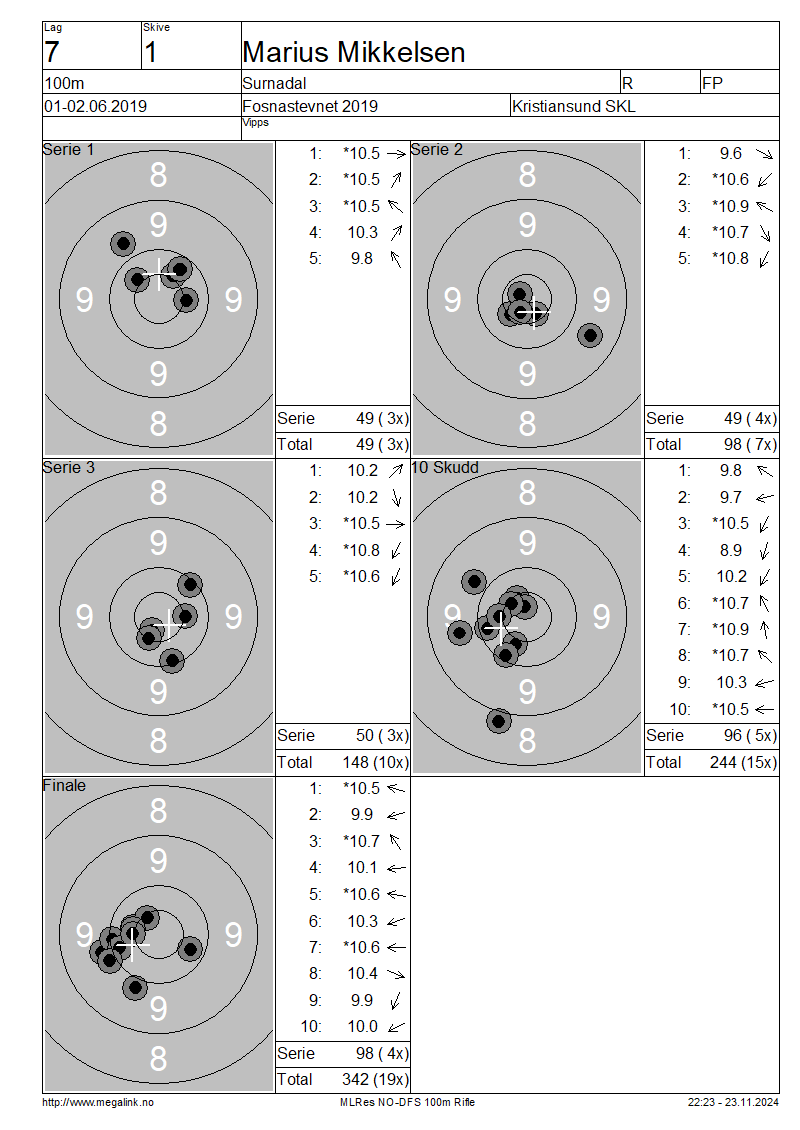 Lag Skive
7 1 Marius Mikkelsen
100m Surnadal R FP
01-02.06.2019 Fosnastevnet 2019 Kristiansund SKL
Vipps
Serie 1
8
9
9 9
9
8
1: *10.5
2: *10.5
3: *10.5
4: 10.3
5: 9.8
Serie 49 ( 3x)
Total 49 ( 3x)
Serie 2
8
9
9 9
9
8
1: 9.6
2: *10.6
3: *10.9
4: *10.7
5: *10.8
Serie 49 ( 4x)
Total 98 ( 7x)
Serie 3
8
9
9 9
9
8
1: 10.2
2: 10.2
3: *10.5
4: *10.8
5: *10.6
Serie 50 ( 3x)
Total 148 (10x)
10 Skudd
8
9
9 9
9
8
1: 9.8
2: 9.7
3: *10.5
4: 8.9
5: 10.2
6: *10.7
7: *10.9
8: *10.7
9: 10.3
10: *10.5
Serie 96 ( 5x)
Total 244 (15x)
Finale
8
9
9 9
9
8
1: *10.5
2: 9.9
3: *10.7
4: 10.1
5: *10.6
6: 10.3
7: *10.6
8: 10.4
9: 9.9
10: 10.0
Serie 98 ( 4x)
Total 342 (19x)
http://www.megalink.no MLRes NO-DFS 100m Rifle 22:23 - 23.11.2024